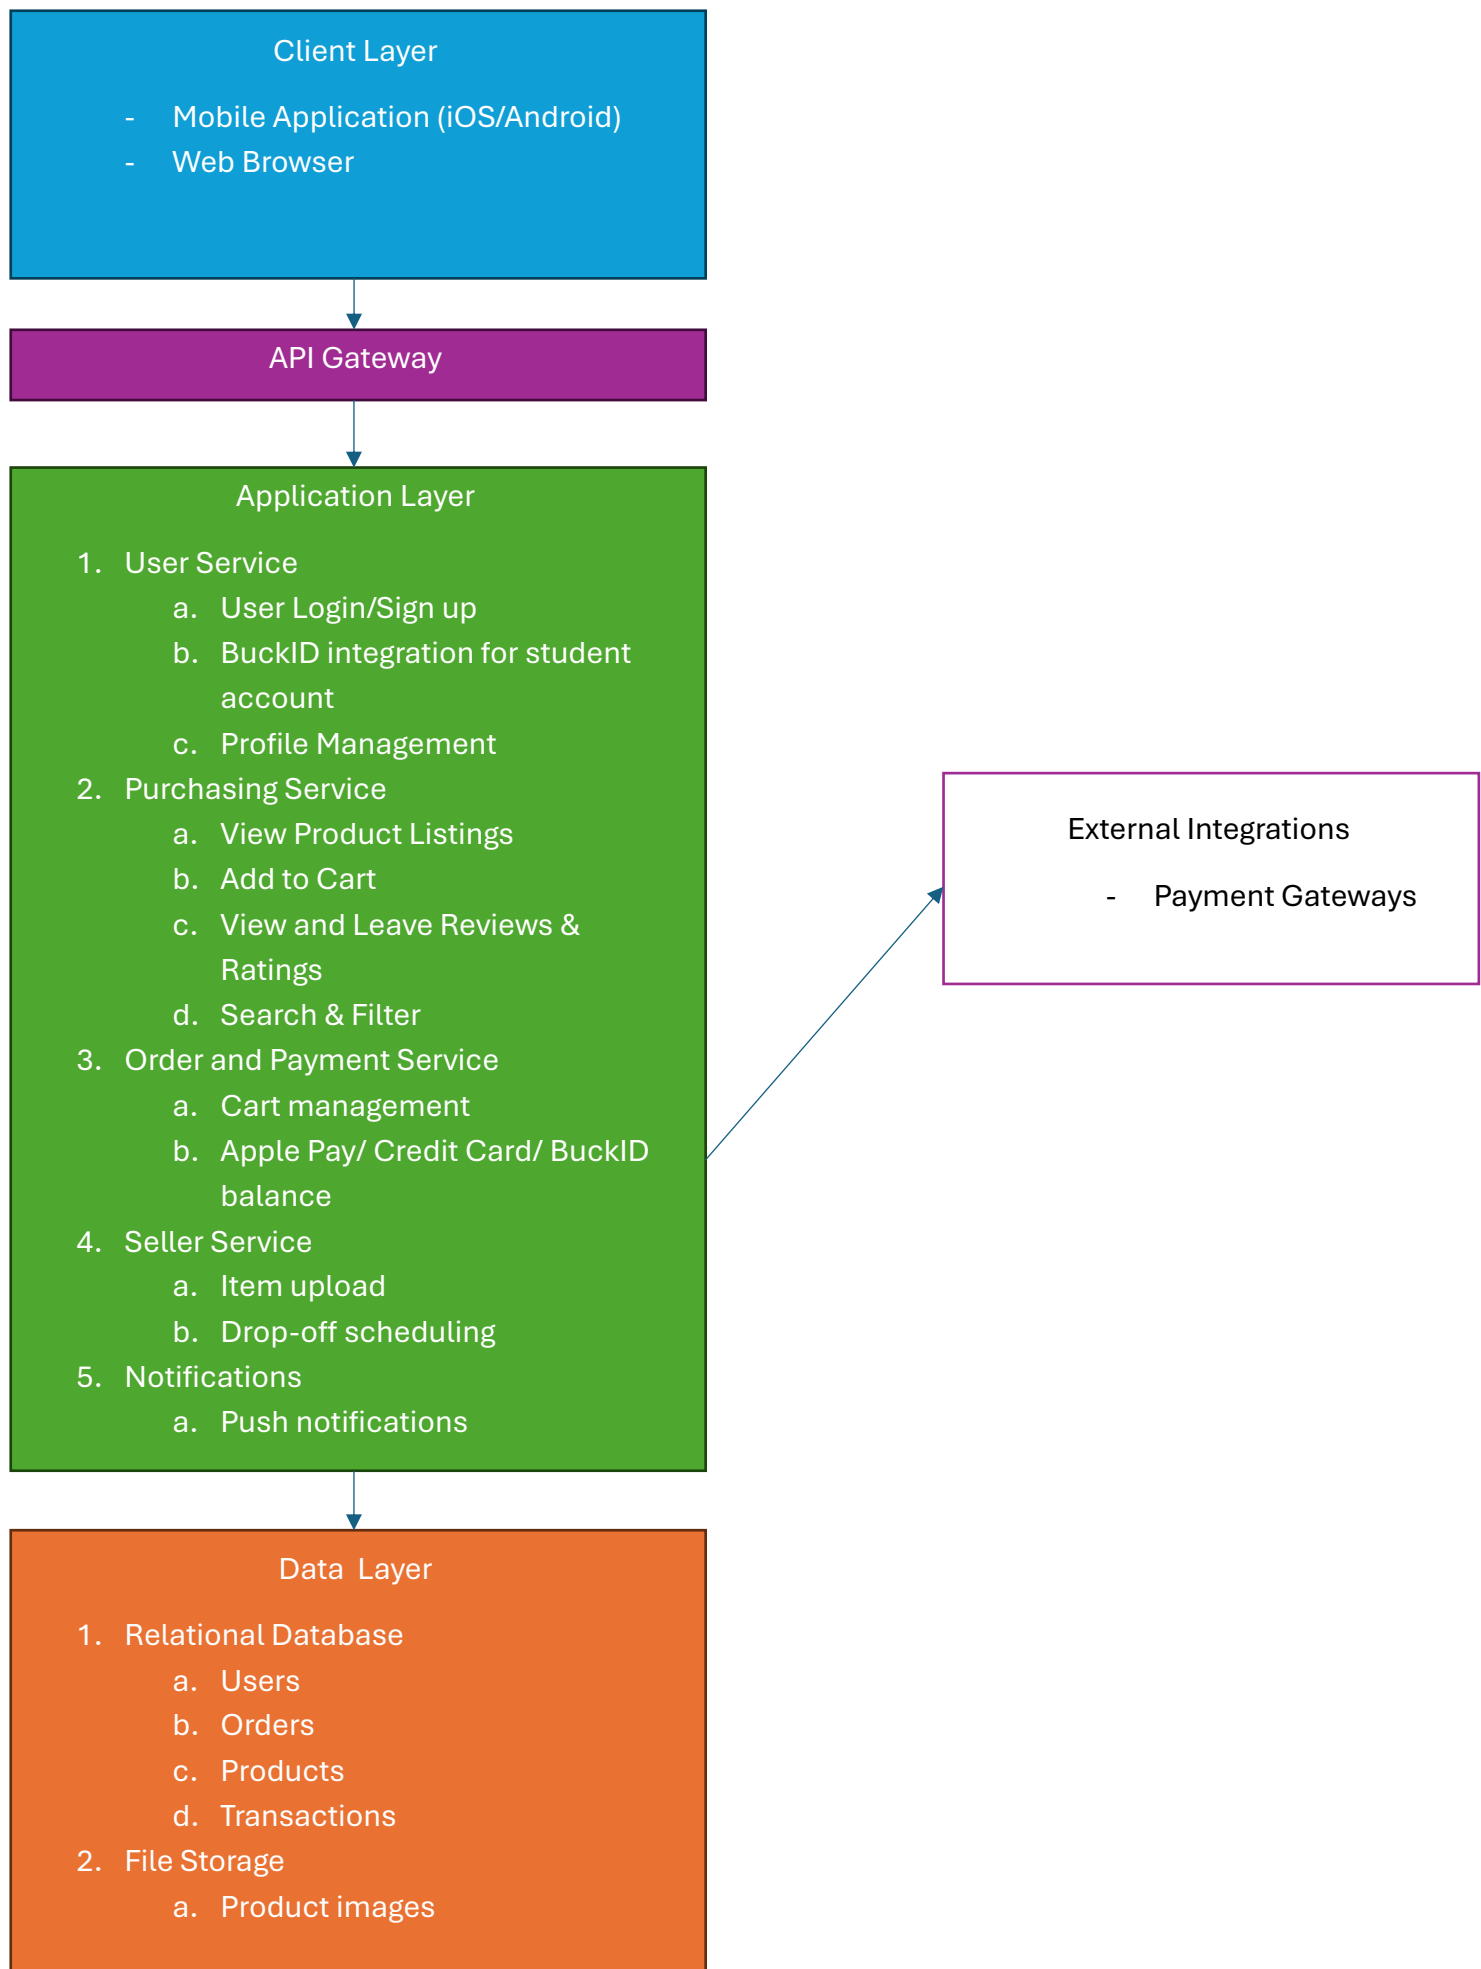 Client Layer
- Mobile Application (iOS/Android)
- Web Browser
API Gateway
Application Layer
1. User Service
a. User Login/Sign up
b. BuckID integration for student
account
c. Profile Management
2. Purchasing Service
a. View Product Listings
b. Add to Cart
c. View and Leave Reviews &
Ratings
d. Search & Filter
3. Order and Payment Service
a. Cart management
b. Apple Pay/ Credit Card/ BuckID
balance
4. Seller Service
a. Item upload
b. Drop-off scheduling
5. Notifications
a. Push notifications
External Integrations
- Payment Gateways
Data  Layer
1. Relational Database
a. Users
b. Orders
c. Products
d. Transactions
2. File Storage
a. Product images